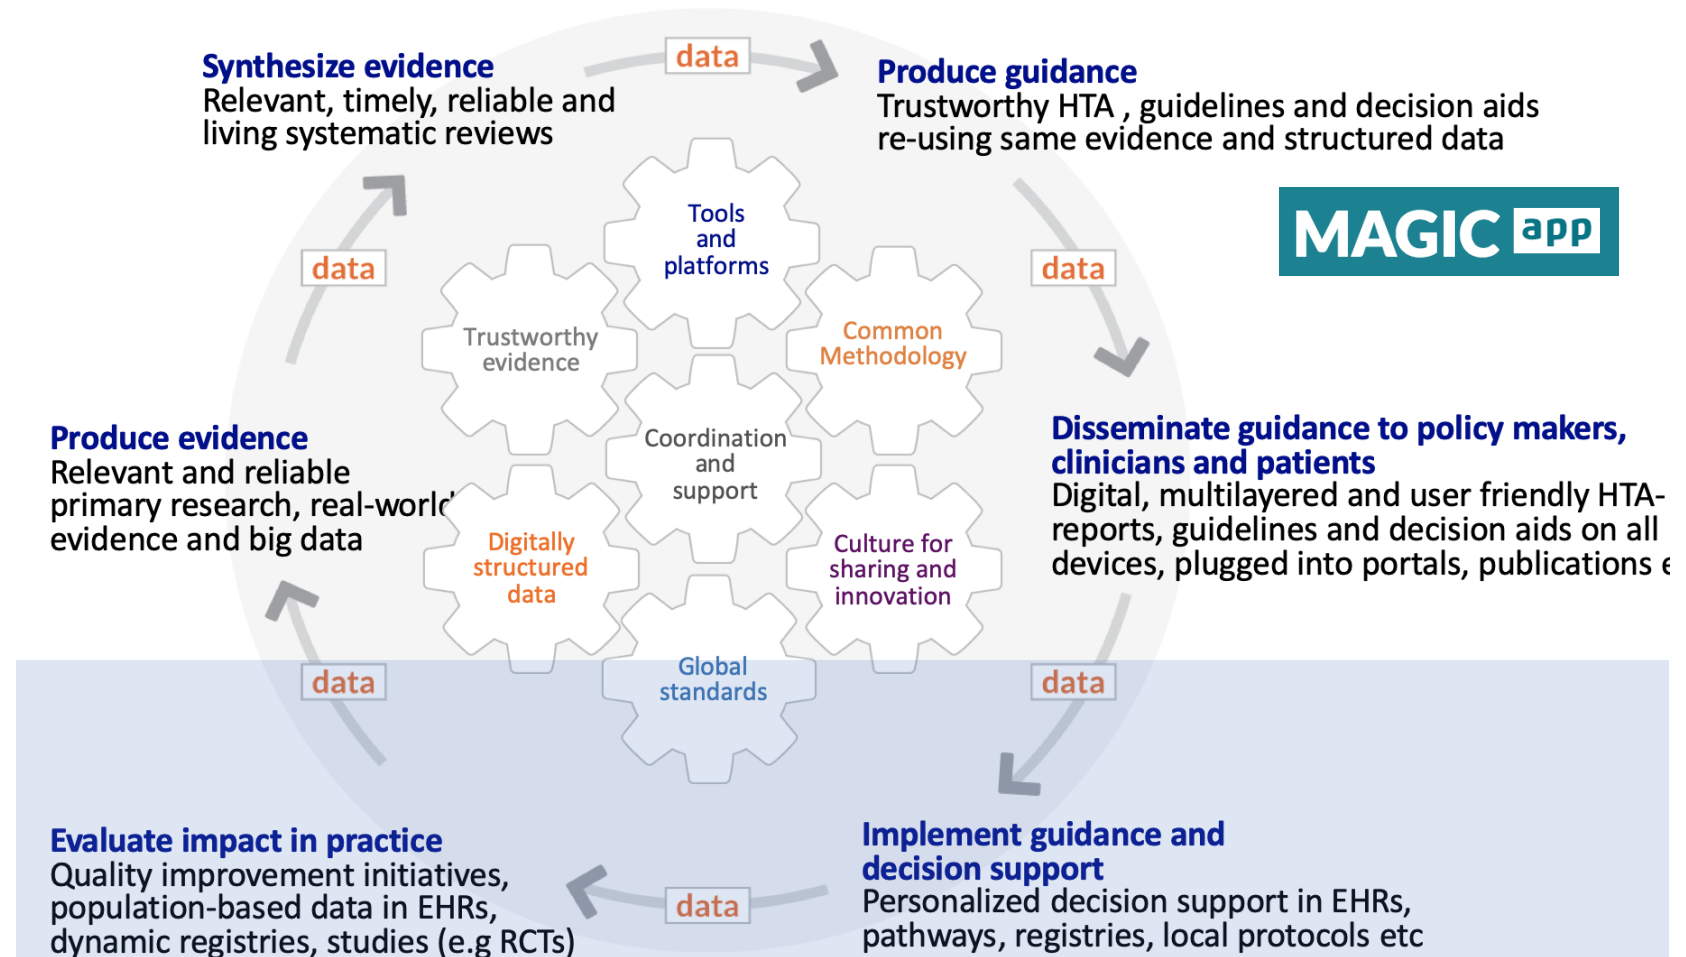 Synthesize evidence
Relevant, timely, reliable and
living systematic reviews
data
Produce guidance
Trustworthy HTA , guidelines and decision aids
re-using same evidence and structured data
MAGIC app
data
data
Tools
and
platforms
Trustworthy
evidence
Common
Methodology
Coordination
and
support
Digitally
structured
data
Culture for
sharing and
innovation
Global
standards
Produce evidence
Relevant and reliable
primary research, real-world
evidence and big data
Disseminate guidance to policy makers,
clinicians and patients
Digital, multilayered and user friendly HTA-
reports, guidelines and decision aids on all
devices, plugged into portals, publications
data
data
Evaluate impact in practice
Quality improvement initiatives,
population-based data in EHRs,
dynamic registries, studies (e.g RCTs)
data
Implement guidance and
decision support
Personalized decision support in EHRs,
pathways, registries, local protocols etc